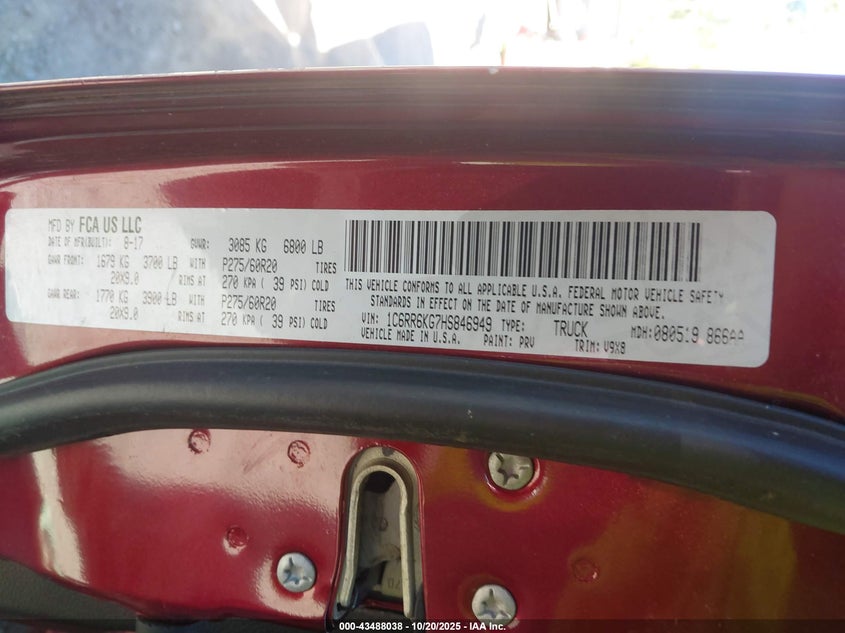 MFD BY FCA US LLC
DATE OF MFR(BUILT): 8-17 GVWR: 3085 KG 6800 LB
GAWR FRONT: 1679 KG 3700 LB WITH P275/60R20 TIRES
20X9.0 RIMS AT 270 KPA( 39 PSI) COLD
GAWR REAR: 1770 KG 3900 LB WITH P275/60R20 TIRES
20X9.0 RIMS AT 270 KPA( 39 PSI) COLD
THIS VEHICLE CONFORMS TO ALL APPLICABLE U.S.A. FEDERAL MOTOR VEHICLE SAFETY
STANDARDS IN EFFECT ON THE DATE OF MANUFACTURE SHOWN ABOVE.
VIN: 1C6RR6KG7HS846949 TYPE: TRUCK MDH:080519 866AA
VEHICLE MADE IN U.S.A. PAINT: PRV TRIM: V9X8
000-43488038 - 10/20/2025 - IAA Inc.